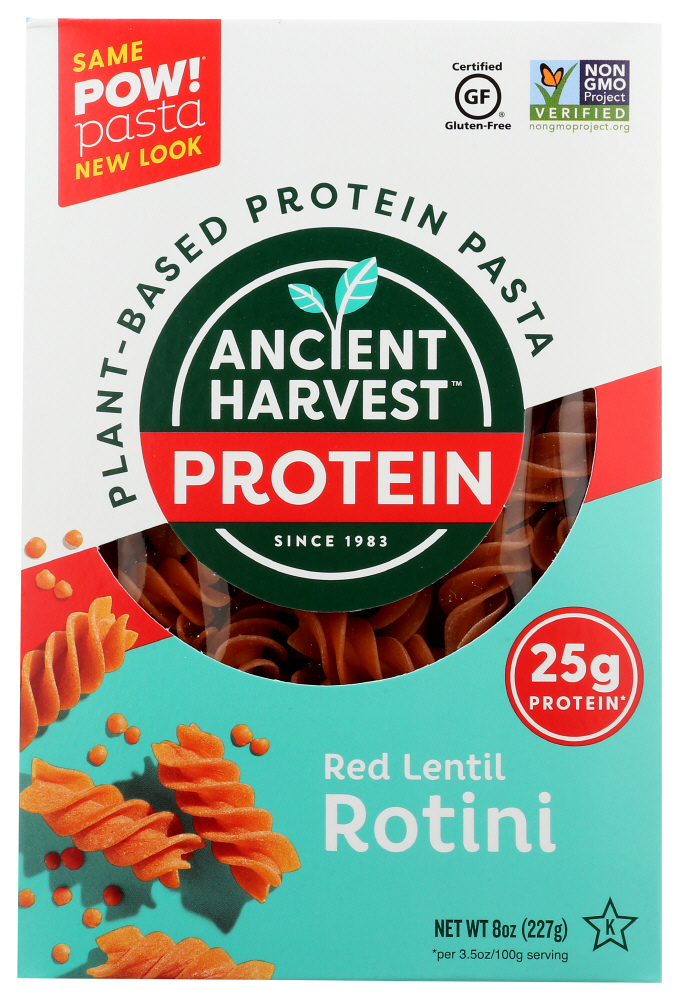 SAME
POW!
pasta
NEW LOOK
Certified
GF
®
Gluten-Free
NON
GMO
Project
VERIFIED
nongmoproject.org
PLANT-BASED PROTEIN PASTA
ANCIENT
HARVEST™
PROTEIN
SINCE 1983
25g
PROTEIN*
Red Lentil
Rotini
NET WT 8oz (227g)
K
*per 3.5oz/100g serving